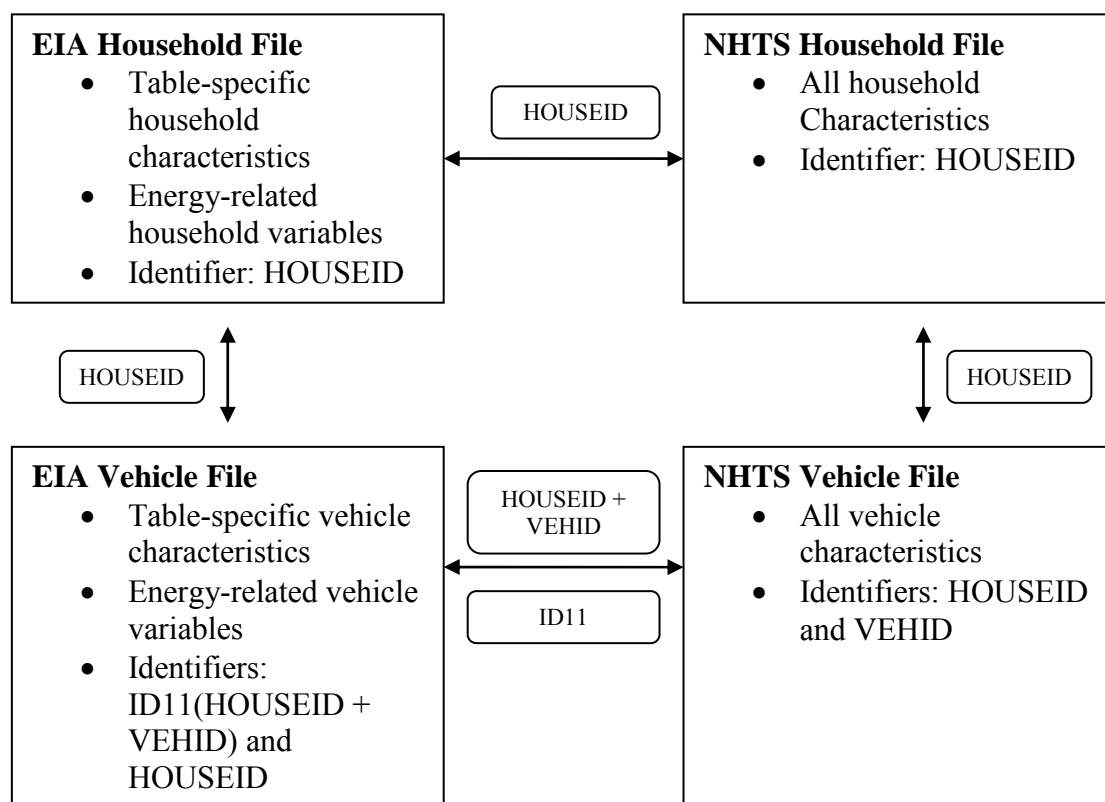 EIA Household File
• Table-specific
household
characteristics
• Energy-related
household variables
• Identifier: HOUSEID
HOUSEID
NHTS Household File
• All household
Characteristics
• Identifier: HOUSEID
HOUSEID
HOUSEID
EIA Vehicle File
• Table-specific vehicle
characteristics
• Energy-related vehicle
variables
• Identifiers:
ID11(HOUSEID +
VEHID) and
HOUSEID
HOUSEID +
VEHID
ID11
NHTS Vehicle File
• All vehicle
characteristics
• Identifiers: HOUSEID
and VEHID